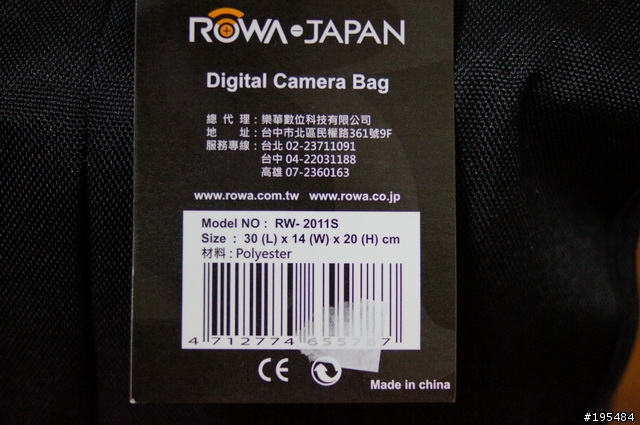 ROWA-JAPAN
Digital Camera Bag
總 代 理 : 樂華數位科技有限公司
地 址 : 台中市北區民權路361號9F
服務專線 : 台北 02-23711091
台中 04-22031188
高雄 07-2360163
www.rowa.com.tw www.rowa.co.jp
Model NO : RW- 2011S
Size : 30 (L) x 14 (W) x 20 (H) cm
材料 : Polyester
4 712774 655787
CE
Made in china
#195484